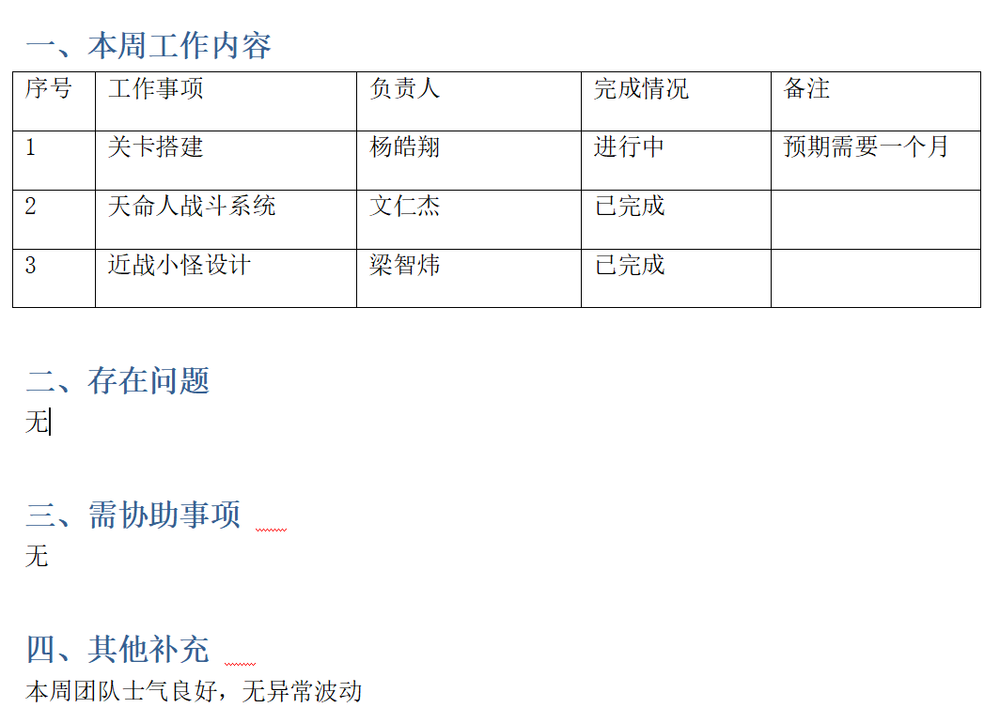 一、本周工作内容
序号 工作事项 负责人 完成情况 备注
1 关卡搭建 杨皓翔 进行中 预期需要一个月
2 天命人战斗系统 文仁杰 已完成
3 近战小怪设计 梁智炜 已完成
二、存在问题
无
三、需协助事项
无
四、其他补充
本周团队士气良好，无异常波动